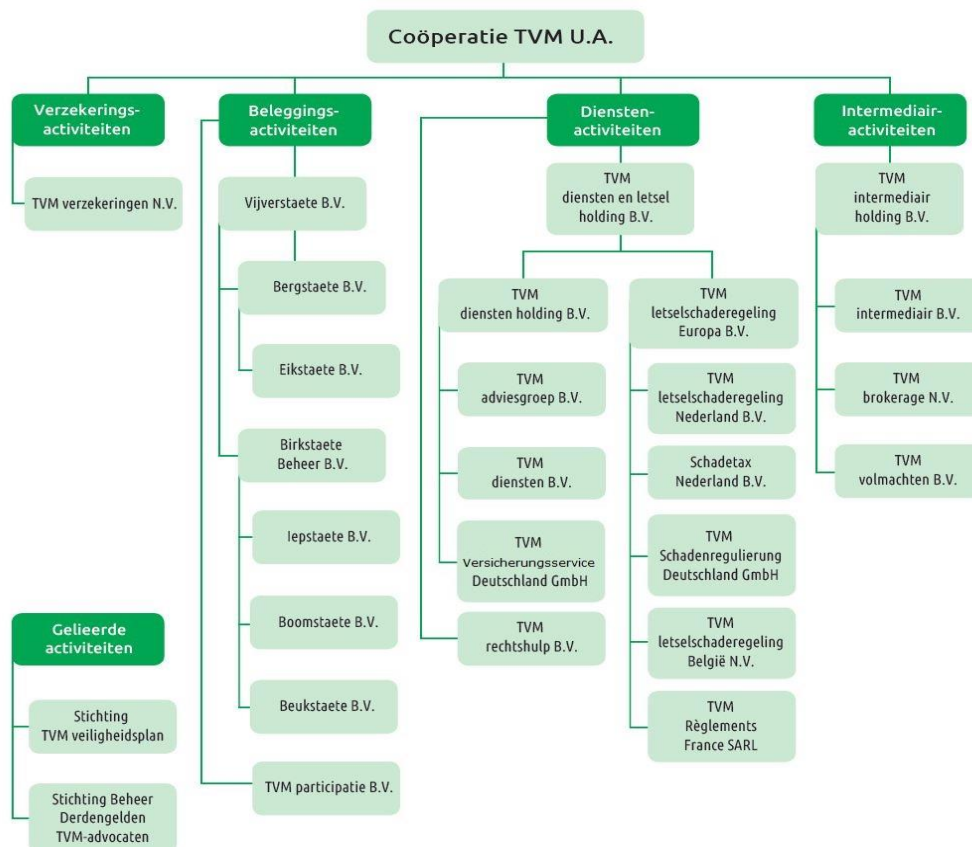 Coöperatie TVM U.A.
Verzekerings-
activiteiten
TVM verzekeringen N.V.
Beleggings-
activiteiten
Vijverstaete B.V.
Bergstaete B.V.
Eikstaete B.V.
Birkstaete
Beheer B.V.
Iepstaete B.V.
Boomstaete B.V.
Beukstaete B.V.
TVM participatie B.V.
Diensten-
activiteiten
TVM
diensten en letsel
holding B.V.
TVM
diensten holding B.V.
TVM
adviesgroep B.V.
TVM
diensten B.V.
TVM
Versicherungsservice
Deutschland GmbH
TVM
rechtshulp B.V.
TVM
letselschaderegeling
Europa B.V.
TVM
letselschaderegeling
Nederland B.V.
Schadetax
Nederland B.V.
TVM
Schadenregulierung
Deutschland GmbH
TVM
letselschaderegeling
België N.V.
TVM
Règlements
France SARL
Intermediair-
activiteiten
TVM
intermediair
holding B.V.
TVM
intermediair B.V.
TVM
brokerage N.V.
TVM
volmachten B.V.
Gelieerde
activiteiten
Stichting
TVM veiligheidsplan
Stichting Beheer
Derdengelden
TVM-advocaten